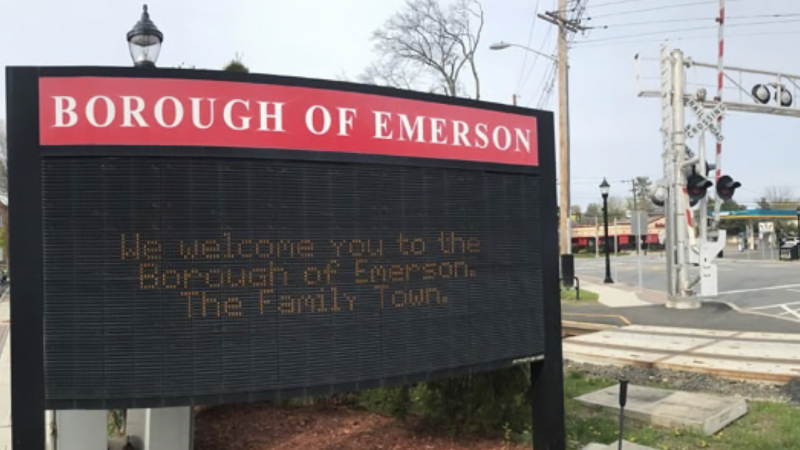 BOROUGH OF EMERSON
We welcome you to the
Borough of Emerson.
The Family Town.